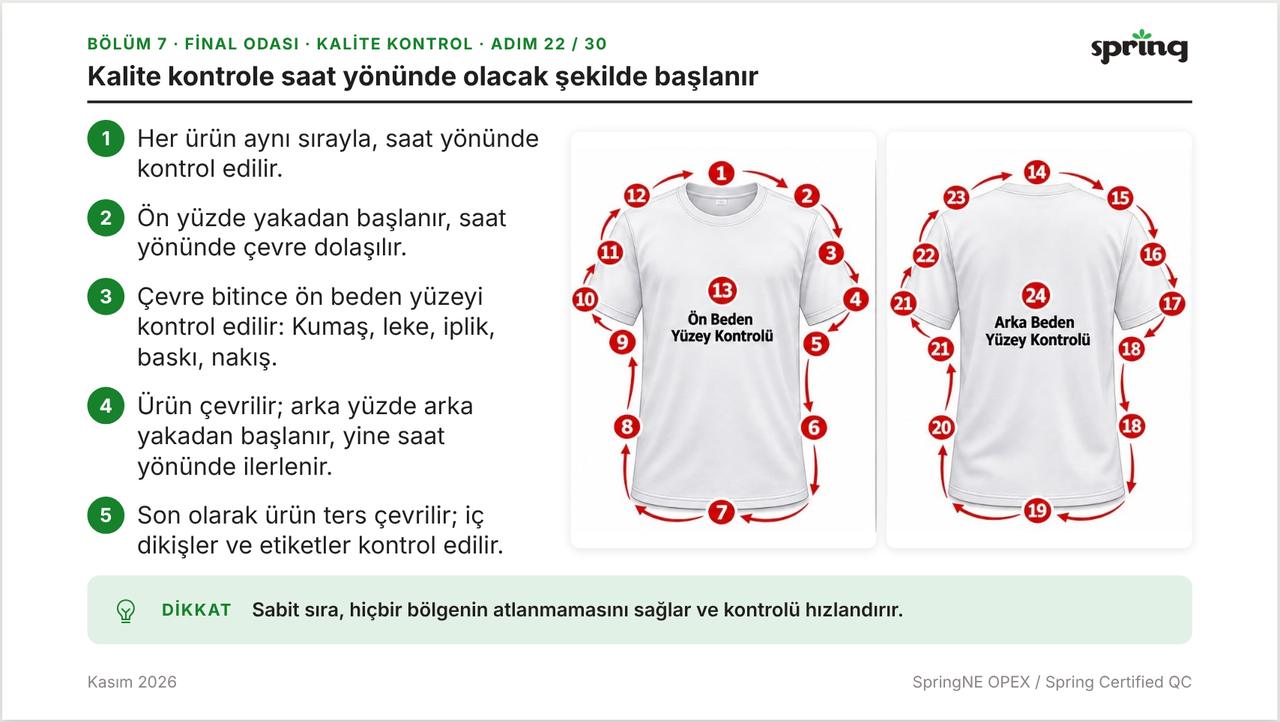 BÖLÜM 7 · FİNAL ODASI · KALİTE KONTROL · ADIM 22 / 30
spring
Kalite kontrole saat yönünde olacak şekilde başlanır
1 Her ürün aynı sırayla, saat yönünde
kontrol edilir.
2 Ön yüzde yakadan başlanır, saat
yönünde çevre dolaşılır.
3 Çevre bitince ön beden yüzeyi
kontrol edilir: Kumaş, leke, iplik,
baskı, nakış.
4 Ürün çevrilir; arka yüzde arka
yakadan başlanır, yine saat
yönünde ilerlenir.
5 Son olarak ürün ters çevrilir; iç
dikişler ve etiketler kontrol edilir.
1
2
3
4
5
6
7
8
9
10
11
12
13
Ön Beden
Yüzey Kontrolü
14
15
16
17
18
18
19
20
21
21
22
23
24
Arka Beden
Yüzey Kontrolü
DİKKAT Sabit sıra, hiçbir bölgenin atlanmamasını sağlar ve kontrolü hızlandırır.
Kasım 2026
SpringNE OPEX / Spring Certified QC